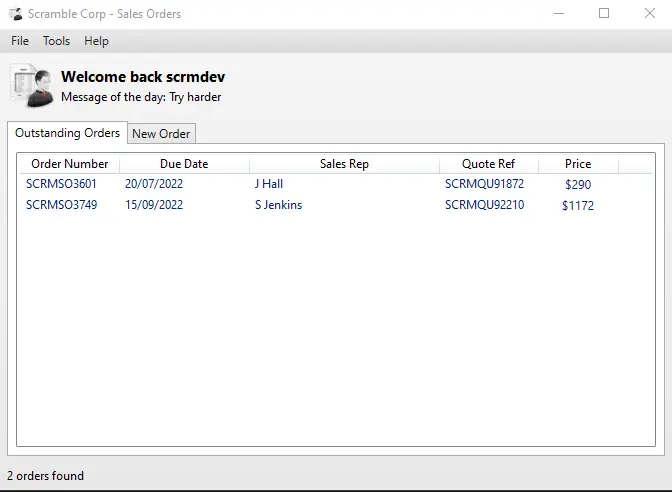 Scramble Corp - Sales Orders
File Tools Help
Welcome back scrmdev
Message of the day: Try harder
Outstanding Orders New Order
Order Number Due Date Sales Rep Quote Ref Price
SCRMSO3601 20/07/2022 J Hall SCRMQU91872 $290
SCRMSO3749 15/09/2022 S Jenkins SCRMQU92210 $1172
2 orders found